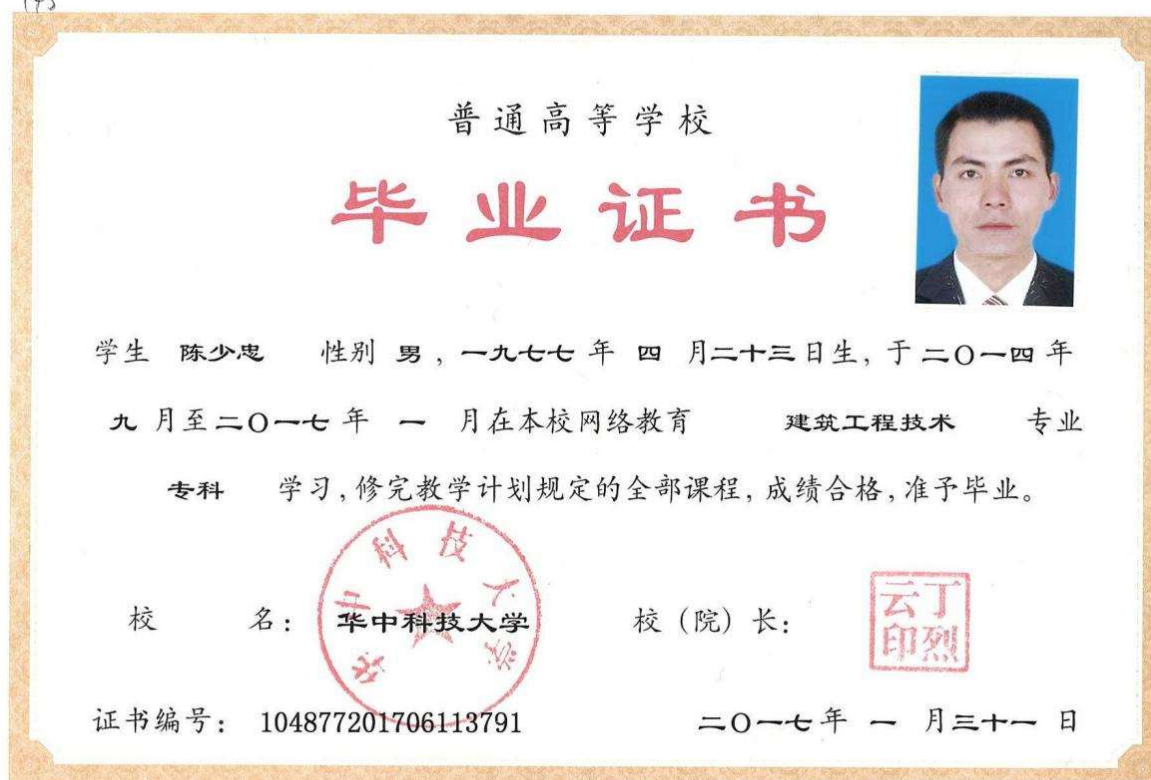 普通高等学校
毕业证书
学生 陈少忠 性别 男，一九七七 年 四 月二十三日生，于二〇一四 年
九 月至二〇一七 年 一 月在本校网络教育 建筑工程技术 专业
专科 学习，修完教学计划规定的全部课程，成绩合格，准予毕业。
华中科技大学
校 名：华中科技大学 校（院）长：
丁烈云印
证书编号：104877201706113791 二〇一七年 一 月三十一 日